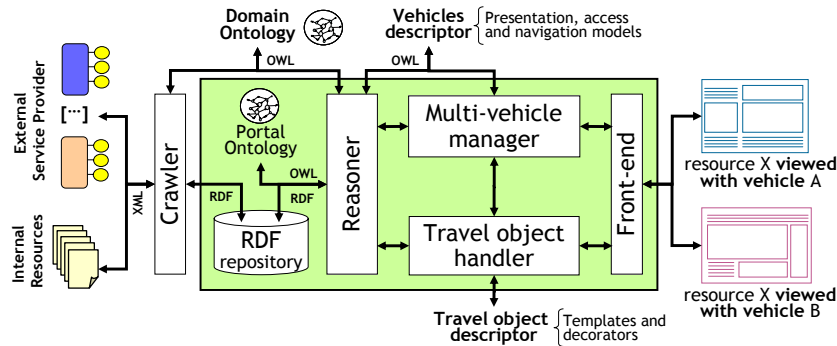 Domain
Ontology
OWL
Vehicles
descriptor
Presentation, access
and navigation models
OWL
External
Service Provider
[...]
Internal
Resources
XML
Crawler
RDF
Portal
Ontology
OWL
RDF
RDF
repository
Reasoner
Multi-vehicle
manager
Travel object
handler
Front-end
resource X viewed
with vehicle A
resource X viewed
with vehicle B
Travel object
descriptor
Templates and
decorators